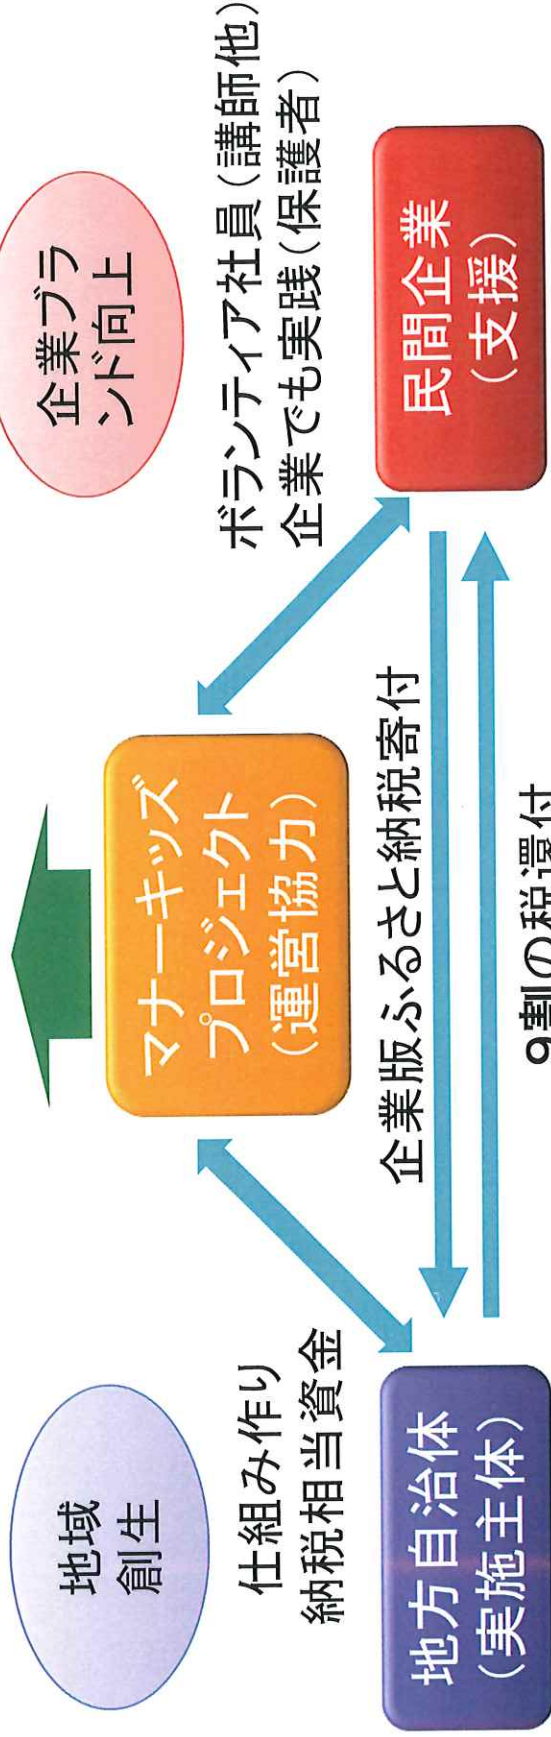 地域
創生
企業ブラ
ンド向上
仕組み作り
納税相当資金
マナーキッズ
プロジェクト
（運営協力）
ボランティア社員（講師他）
企業でも実践（保護者）
地方自治体
（実施主体）
企業版ふるさと納税寄付
9割の税還付
民間企業
（支援）